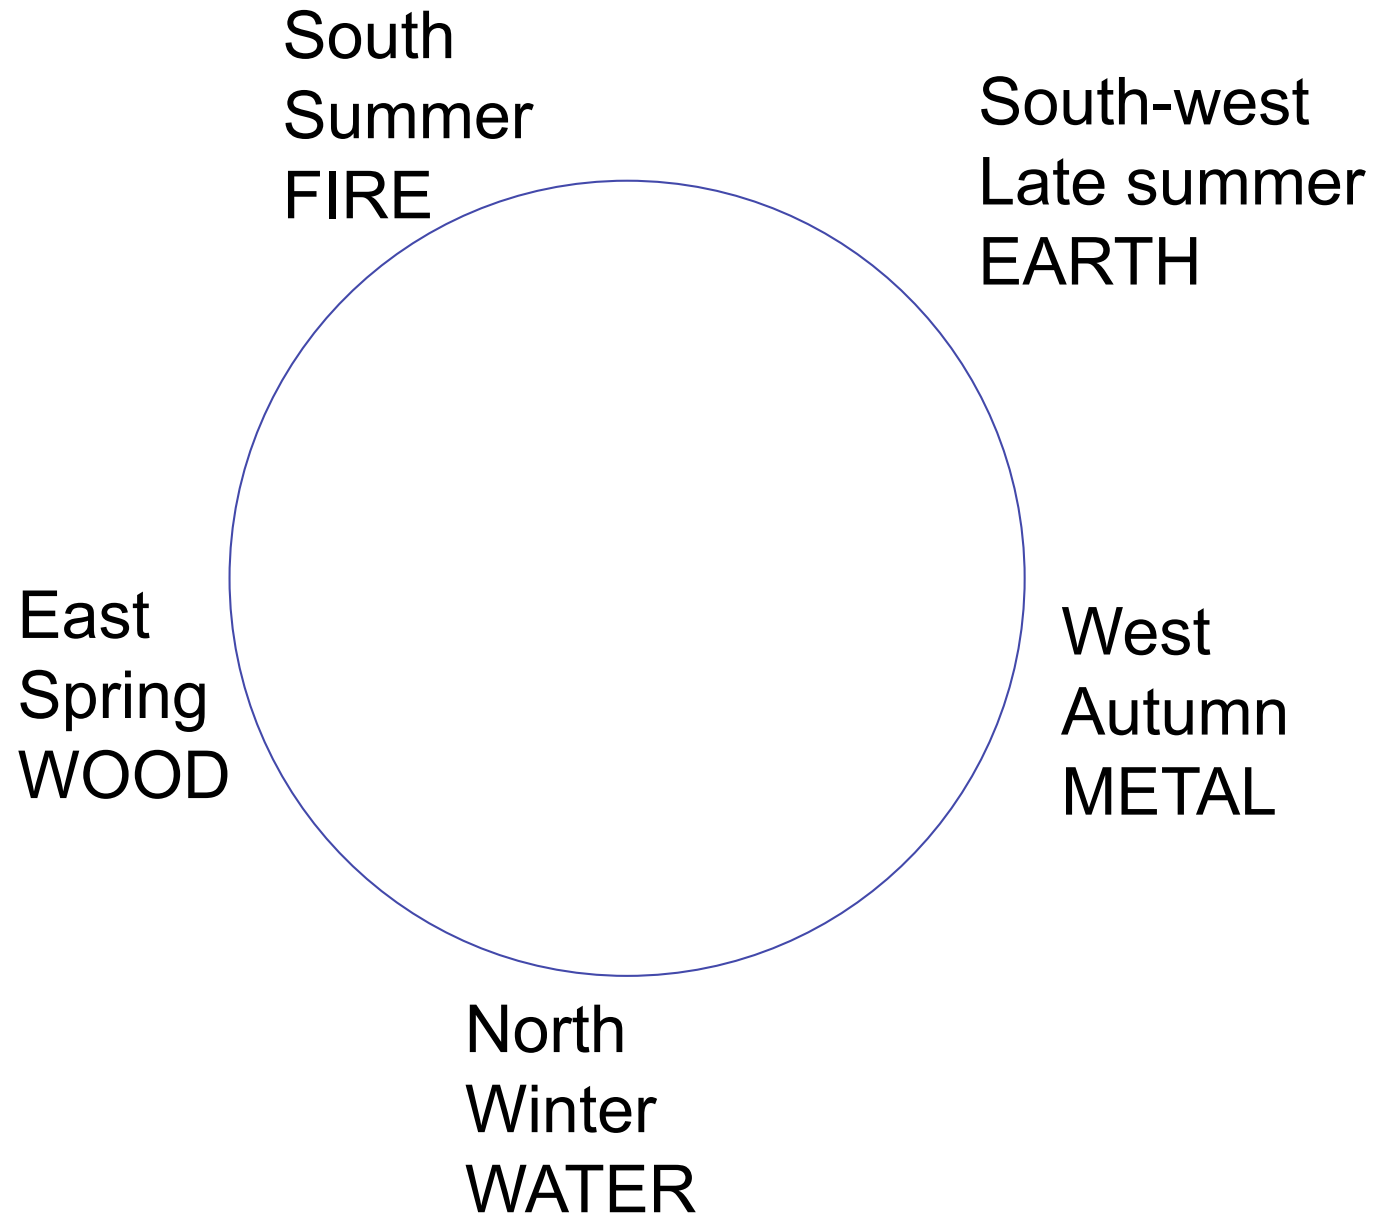 South
Summer
FIRE
South-west
Late summer
EARTH
East
Spring
WOOD
West
Autumn
METAL
North
Winter
WATER